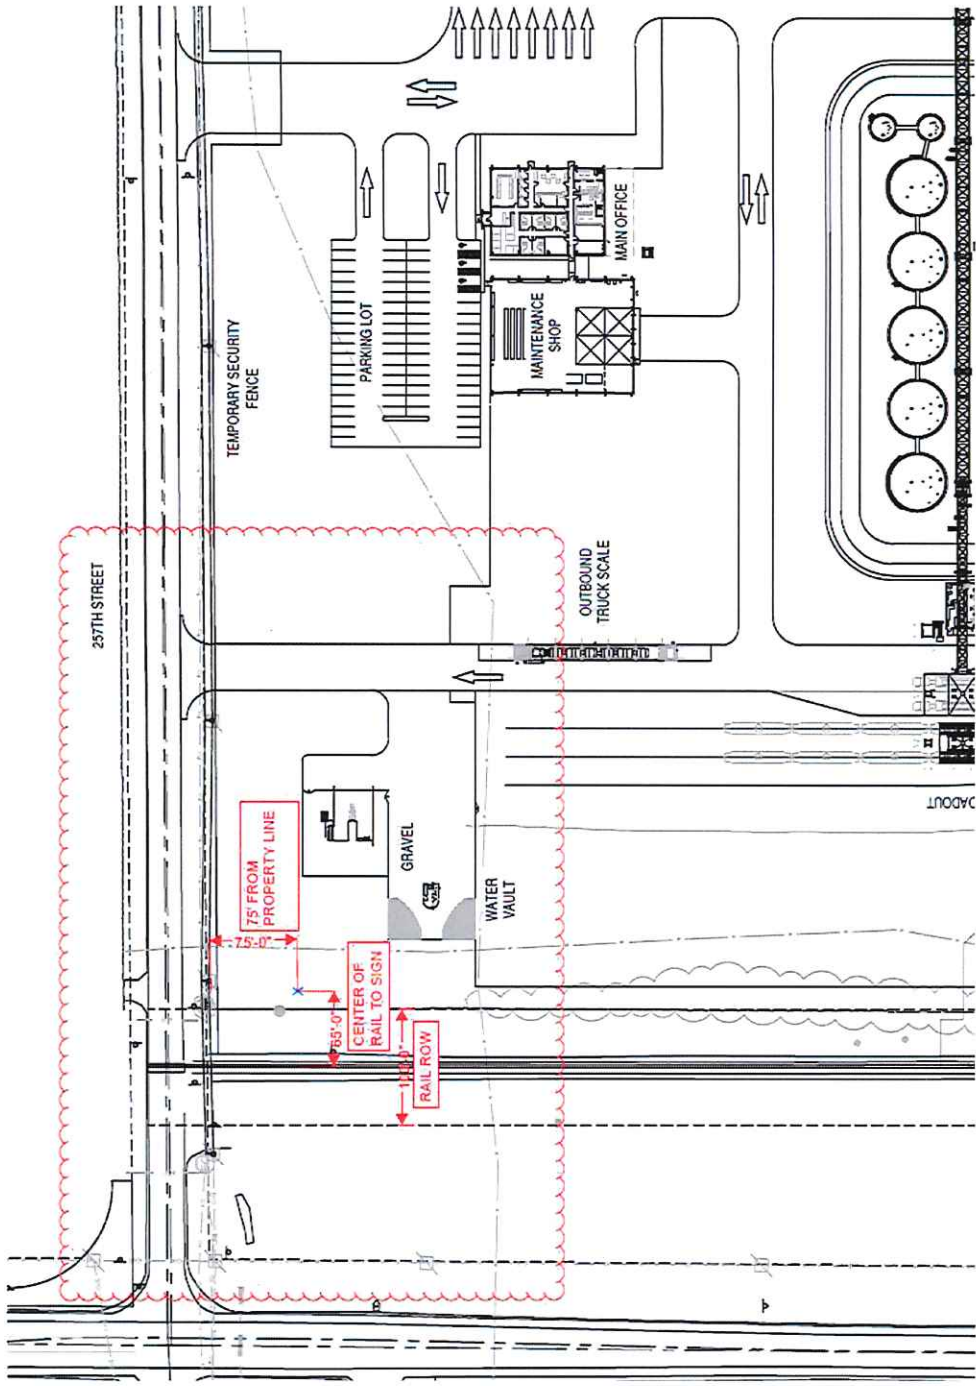 257TH STREET
TEMPORARY SECURITY
FENCE
PARKING LOT
MAIN OFFICE
MAINTENANCE
SHOP
OUTBOUND
TRUCK SCALE
75' FROM
PROPERTY LINE
75'-0"
GRAVEL
WATER
VAULT
CENTER OF
RAIL TO SIGN
65'-0"
RAIL ROW
OADOUT